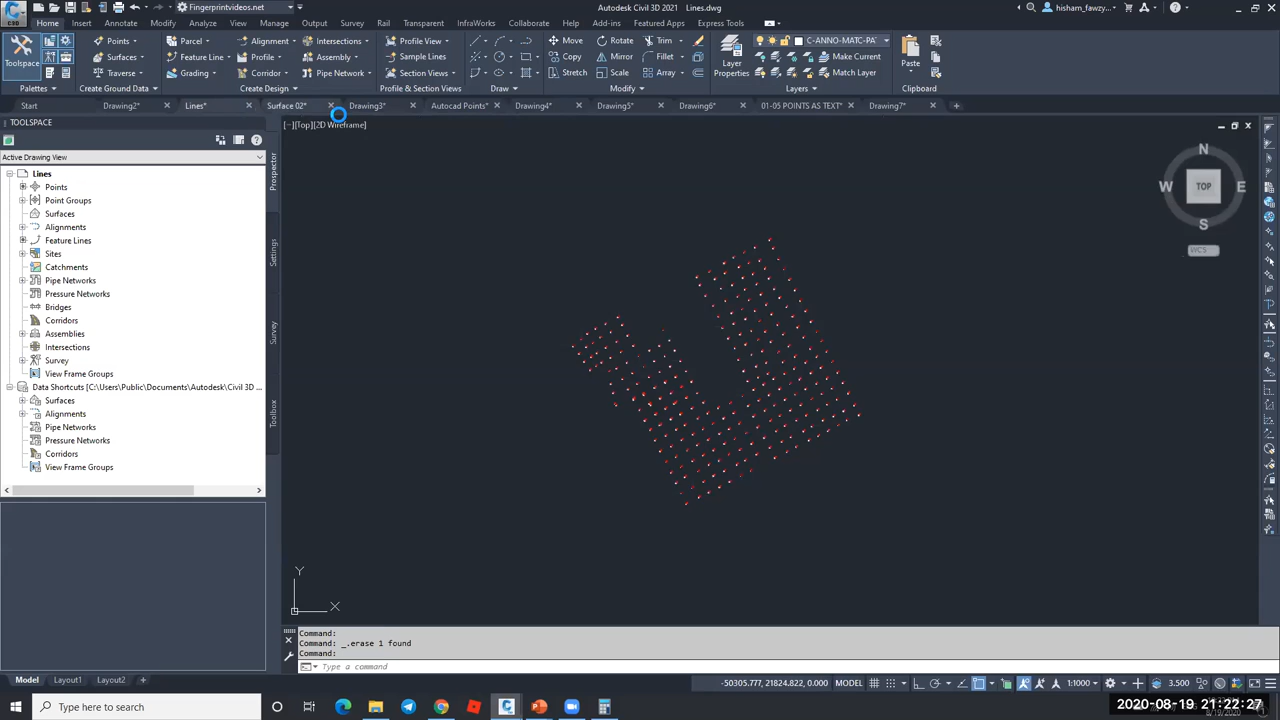 Fingerprintvideos.net
Autodesk Civil 3D 2021 Lines.dwg
hisham_fawzy...
C3D
Home Insert Annotate Modify Analyze View Manage Output Survey Rail Transparent InfraWorks Collaborate Help Add-ins Featured Apps Express Tools
Toolspace
Points
Surfaces
Traverse
Parcel
Feature Line
Grading
Alignment
Profile
Corridor
Intersections
Assembly
Pipe Network
Profile View
Sample Lines
Section Views
Move
Copy
Stretch
Rotate
Mirror
Scale
Trim
Fillet
Array
Layer
Properties
C-ANNO-MATC-PA
Make Current
Match Layer
Paste
Palettes Create Ground Data Create Design Profile & Section Views Draw Modify Layers Clipboard
Start Drawing2* Lines* Surface 02* Drawing3* Autocad Points* Drawing4* Drawing5* Drawing6* 01-05 POINTS AS TEXT* Drawing7*
TOOLSPACE
[−][Top][2D Wireframe]
Active Drawing View
Lines
Points
Point Groups
Surfaces
Alignments
Feature Lines
Sites
Catchments
Pipe Networks
Pressure Networks
Bridges
Corridors
Assemblies
Intersections
Survey
View Frame Groups
Data Shortcuts [C:\Users\Public\Documents\Autodesk\Civil 3D ...
Surfaces
Alignments
Pipe Networks
Pressure Networks
Corridors
View Frame Groups
Prospector
Settings
Survey
Toolbox
N
W TOP E
S
WCS
Y
X
Command:
Command: _.erase 1 found
Command:
Type a command
Model Layout1 Layout2
-50305.777, 21824.822, 0.000 MODEL 1:1000 3.500
Type here to search
2020-08-19 21:22:27